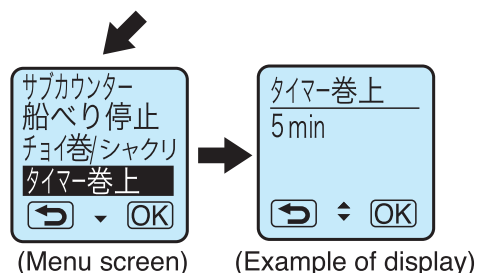 サブカウンター
船べり停止
チョイ巻/シャクリ
タイマー巻上
OK
(Menu screen)
タイマー巻上
5 min
OK
(Example of display)